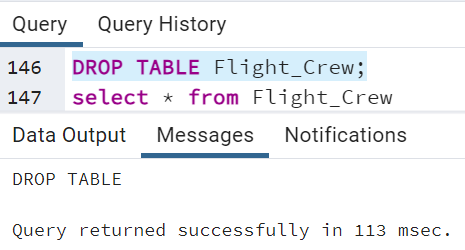 Query Query History
146 DROP TABLE Flight_Crew;
147 select * from Flight_Crew
Data Output Messages Notifications
DROP TABLE
Query returned successfully in 113 msec.